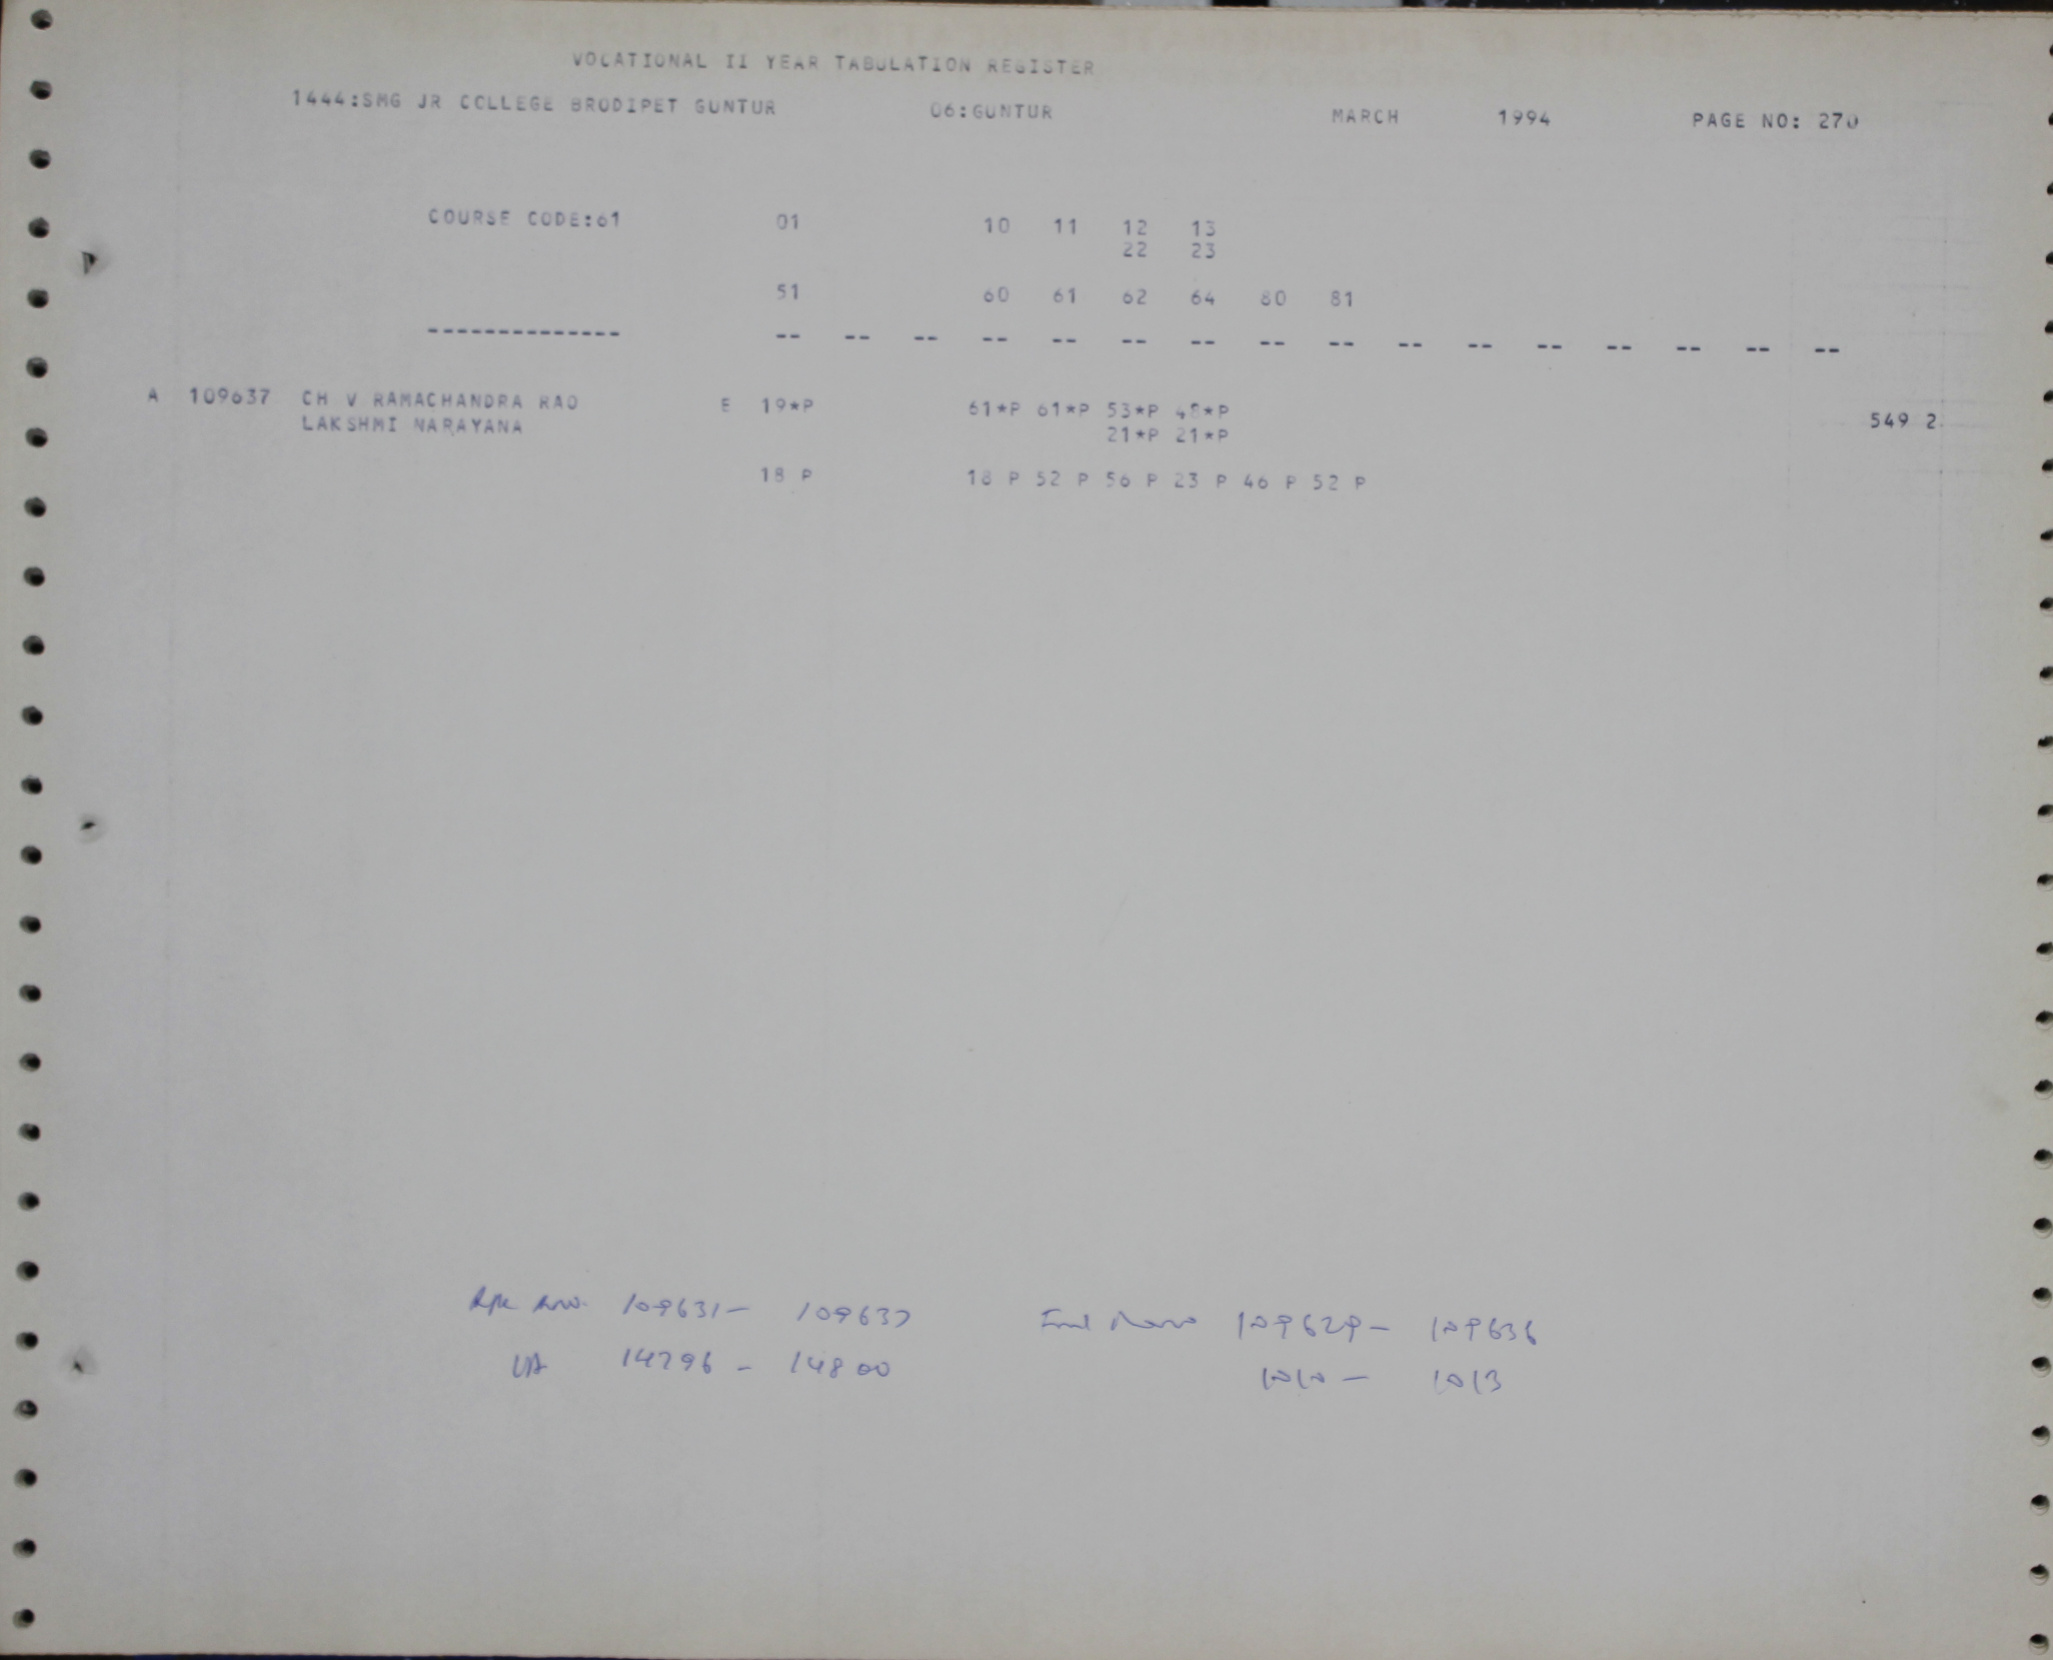 VOCATIONAL II YEAR TABULATION REGISTER
1444:SMG JR COLLEGE BRODIPET GUNTUR 06:GUNTUR MARCH 1994 PAGE NO: 270
COURSE CODE:61 01 10 11 12 13
22 23
51 60 61 62 64 80 81
-------------- -- -- -- -- -- -- -- -- -- -- -- -- -- -- -- --
A 109637 CH V RAMACHANDRA RAO E 19*P 61*P 61*P 53*P 48*P
LAKSHMI NARAYANA 21*P 21*P 549 2
18 P 18 P 52 P 56 P 23 P 46 P 52 P
109631- 109637 109629- 109636
14796 - 14800 1010 - 1013